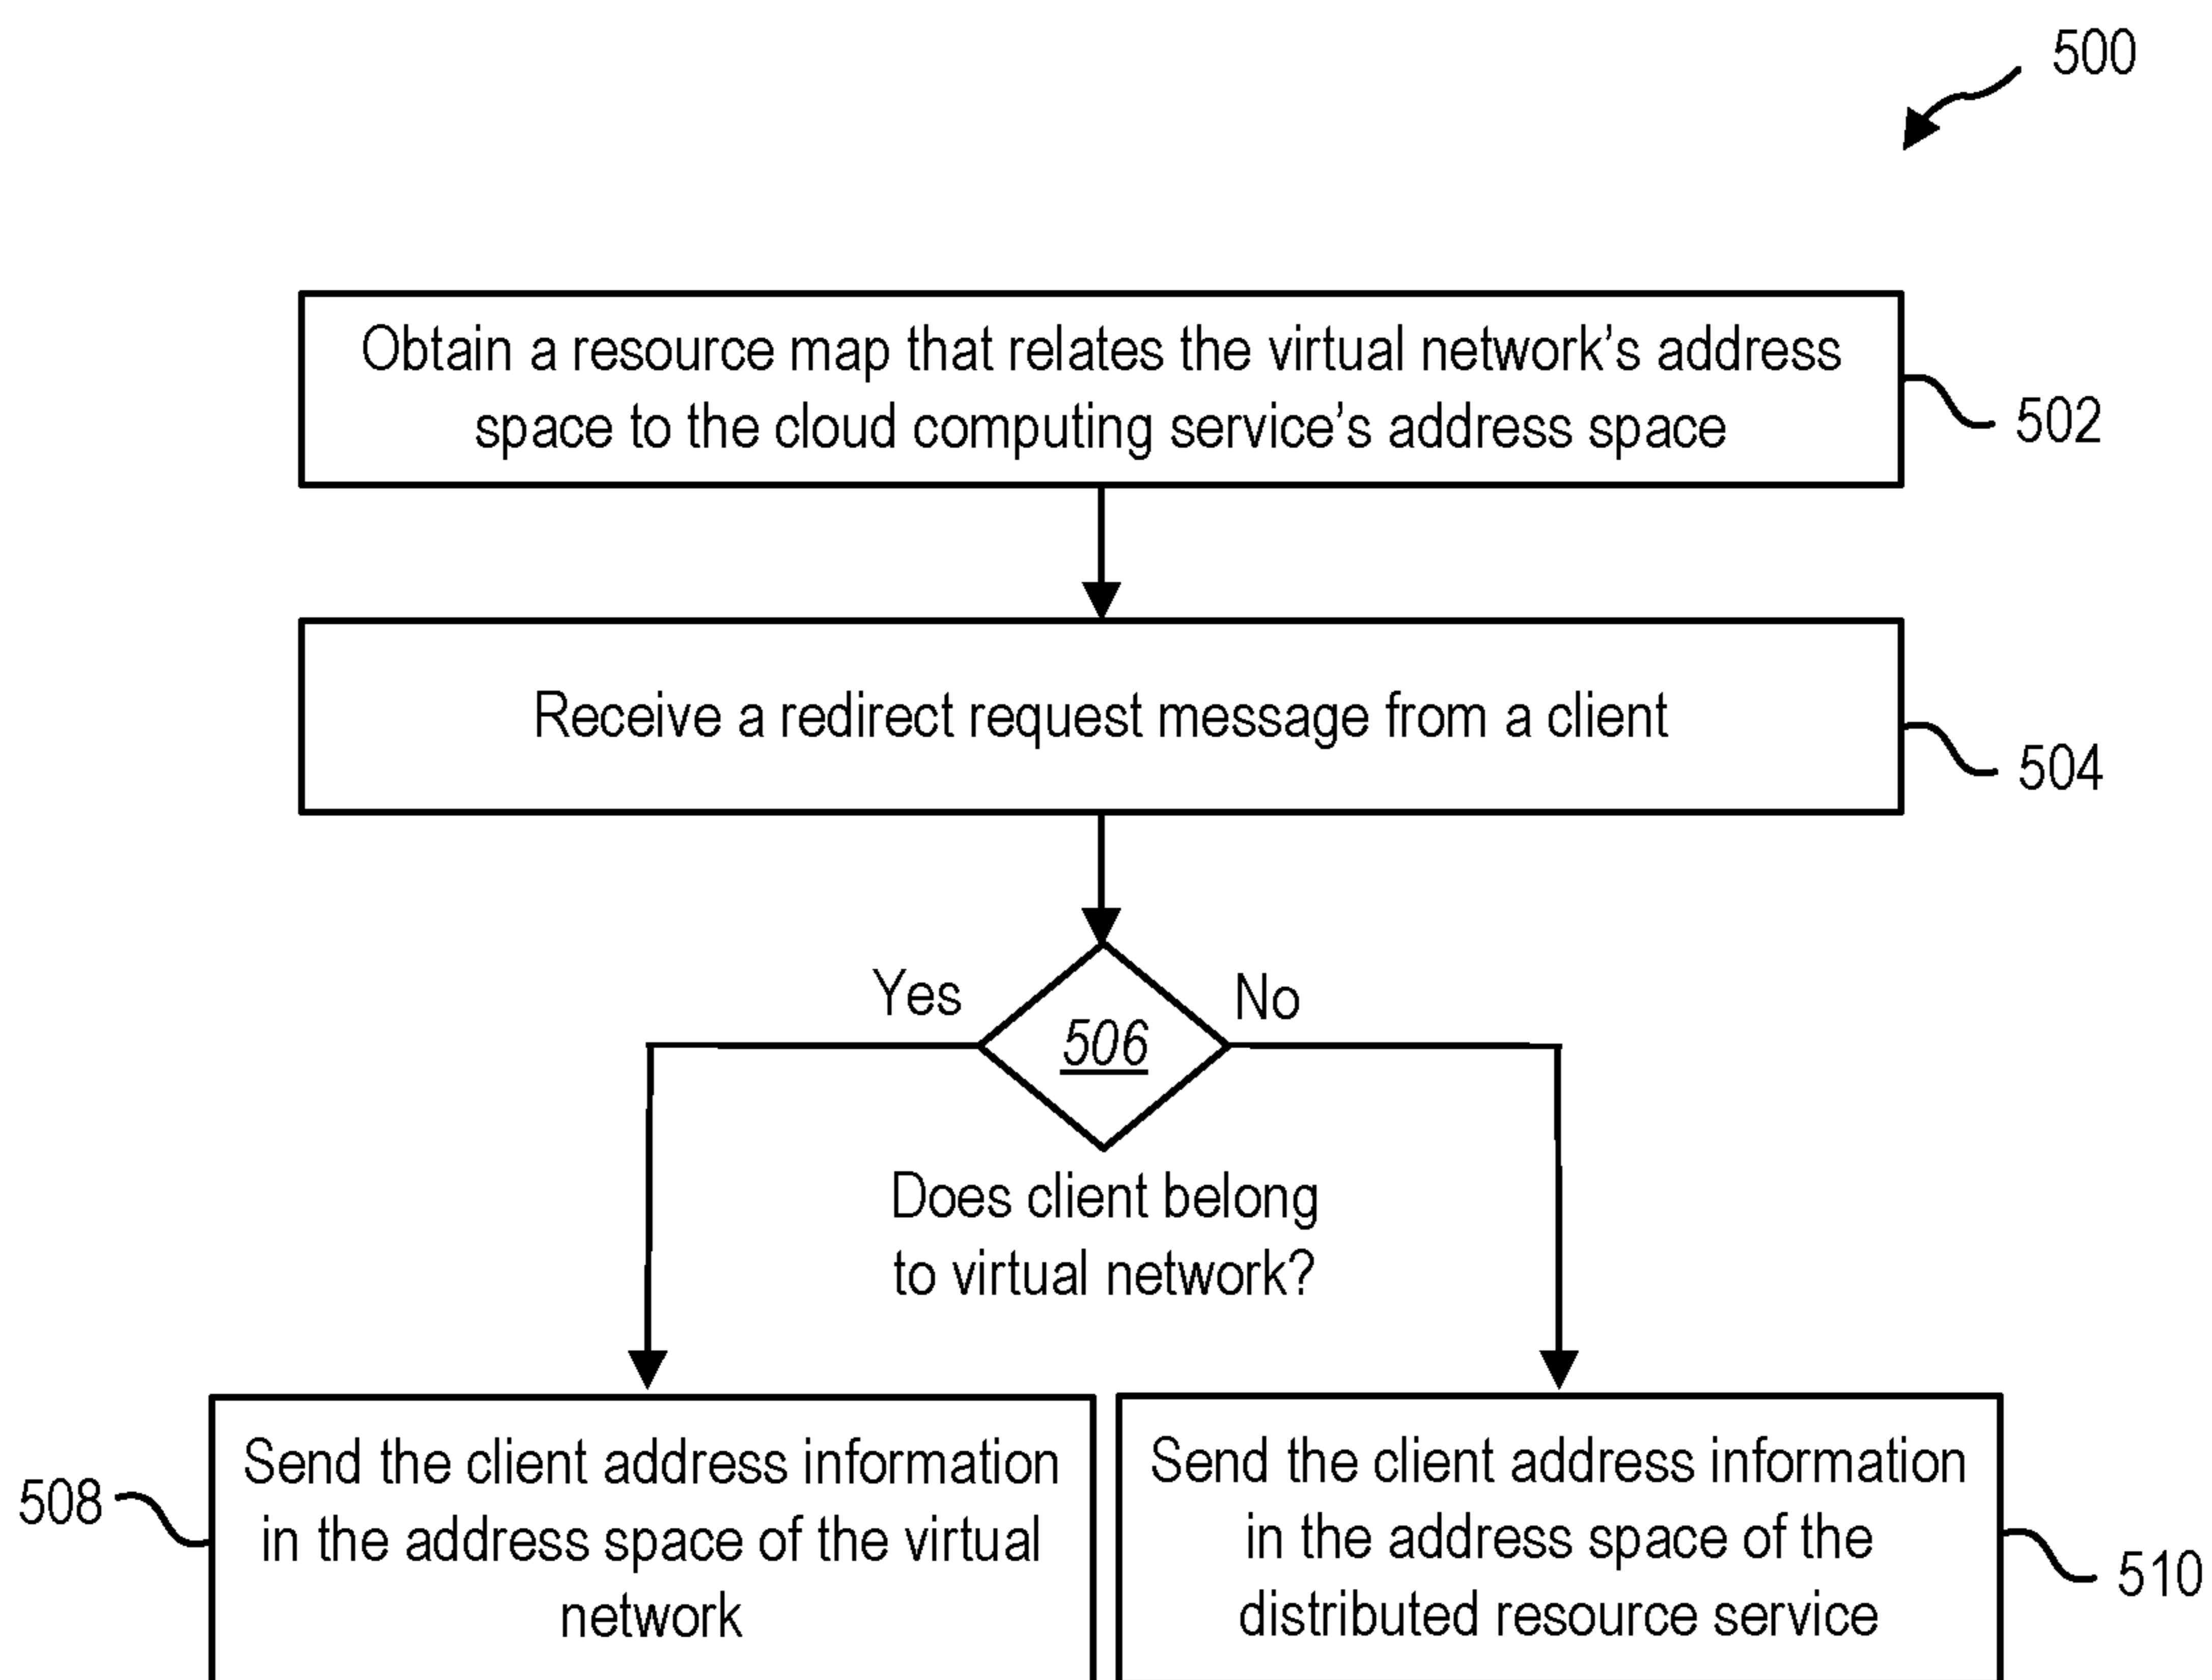 500
Obtain a resource map that relates the virtual network’s address
space to the cloud computing service’s address space
502
Receive a redirect request message from a client
504
Yes
No
506
Does client belong
to virtual network?
508
Send the client address information
in the address space of the virtual
network
Send the client address information
in the address space of the
distributed resource service
510